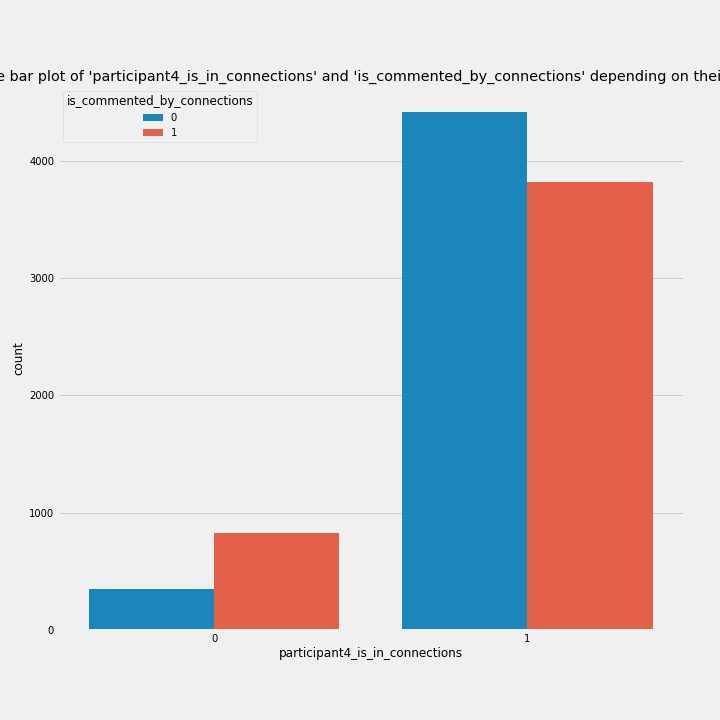 e bar plot of 'participant4_is_in_connections' and 'is_commented_by_connections' depending on thei
is_commented_by_connections
0
1
4000
3000
2000
1000
0
count
0 1
participant4_is_in_connections